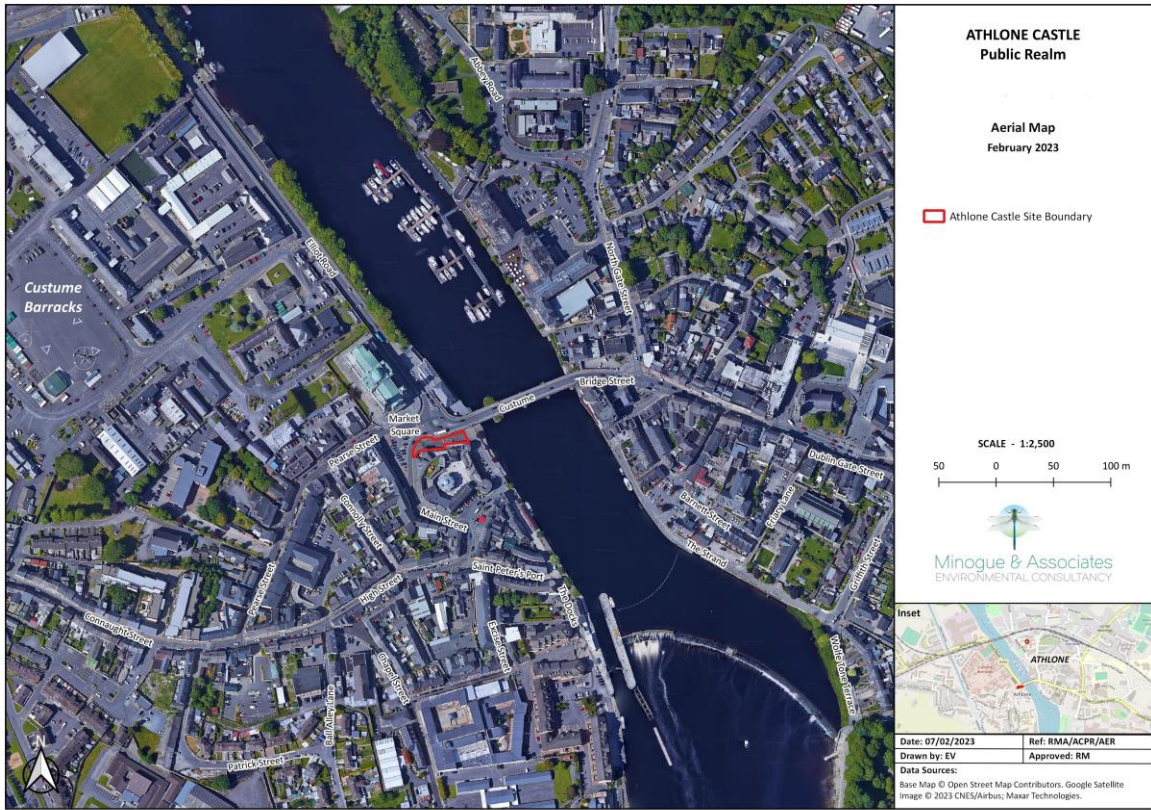 ATHLONE CASTLE
Public Realm
Aerial Map
February 2023
Athlone Castle Site Boundary
SCALE - 1:2,500
50 0 50 100 m
Minogue & Associates
ENVIRONMENTAL CONSULTANCY
Inset
ATHLONE
Date: 07/02/2023
Ref: RMA/ACPR/AER
Drawn by: EV
Approved: RM
Data Sources:
Base Map © Open Street Map Contributors. Google Satellite
Image © 2023 CNES/Airbus; Maxar Technologies.
Abbey Road
Elliot Road
North Gate Street
Custume
Barracks
Bridge Street
Custume
Market
Square
Pearse Street
Dublin Gate Street
Connolly Street
Main Street
Barnett Street
Friary Lane
The Strand
Griffith Street
High Street
Saint Peter's Port
The Docks
Pearse Street
Connaught Street
Excise Street
Chapel Street
Wolfe Tone Terrace
Ball Alley Lane
Patrick Street
N